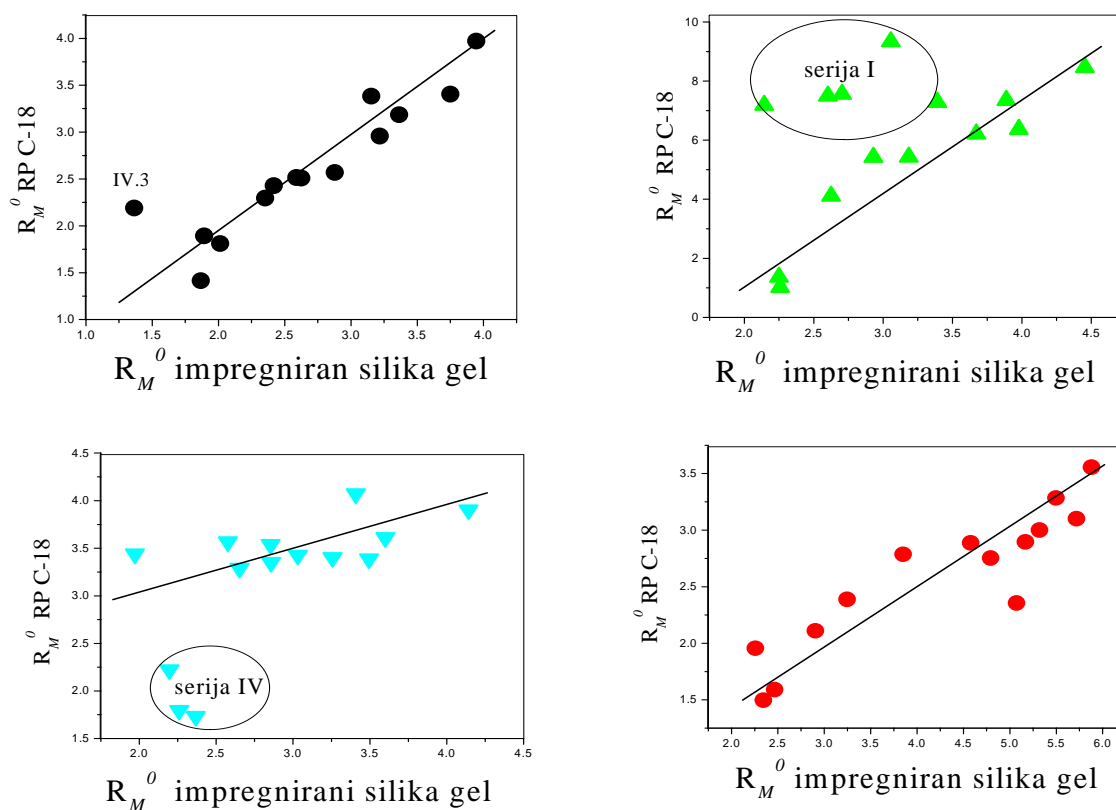 4.0
3.5
3.0
2.5
2.0
1.5
1.0
1.0 1.5 2.0 2.5 3.0 3.5 4.0
IV.3
R_M^0 RP C-18
R_M^0 impregniran silika gel
10
8
6
4
2
0
2.0 2.5 3.0 3.5 4.0 4.5
serija I
R_M^0 RP C-18
R_M^0 impregnirani silika gel
4.5
4.0
3.5
3.0
2.5
2.0
1.5
2.0 2.5 3.0 3.5 4.0 4.5
serija IV
R_M^0 RP C-18
R_M^0 impregnirani silika gel
3.5
3.0
2.5
2.0
1.5
2.0 2.5 3.0 3.5 4.0 4.5 5.0 5.5 6.0
R_M^0 RP C-18
R_M^0 impregniran silika gel